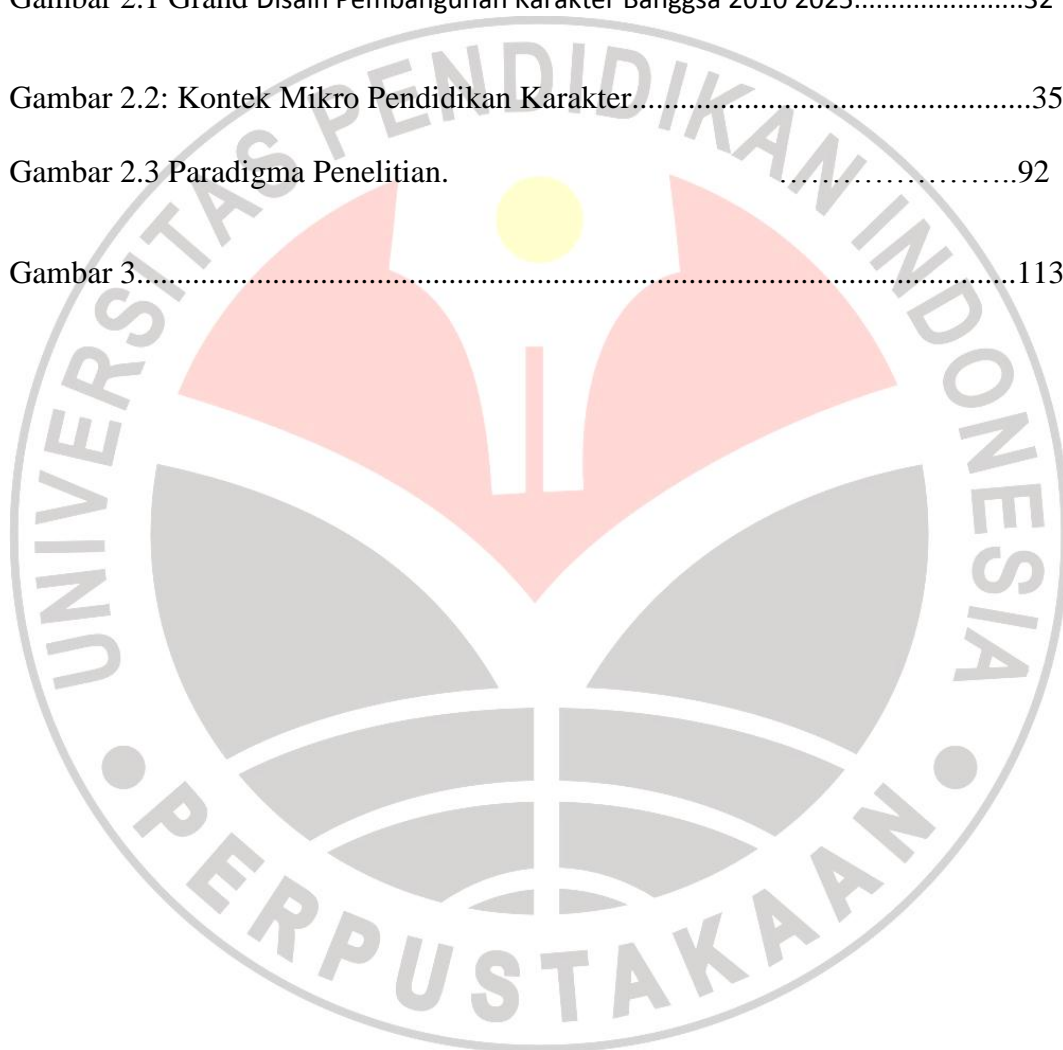 Gambar 2.1 Grand Disain Pembangunan Karakter Banggsa 2010 2025.......................32
Gambar 2.2: Kontek Mikro Pendidikan Karakter.................................................35
Gambar 2.3 Paradigma Penelitian. …………………..92
Gambar 3..........................................................................................................113
UNIVERSITAS PENDIDIKAN INDONESIA
• PERPUSTAKAAN •